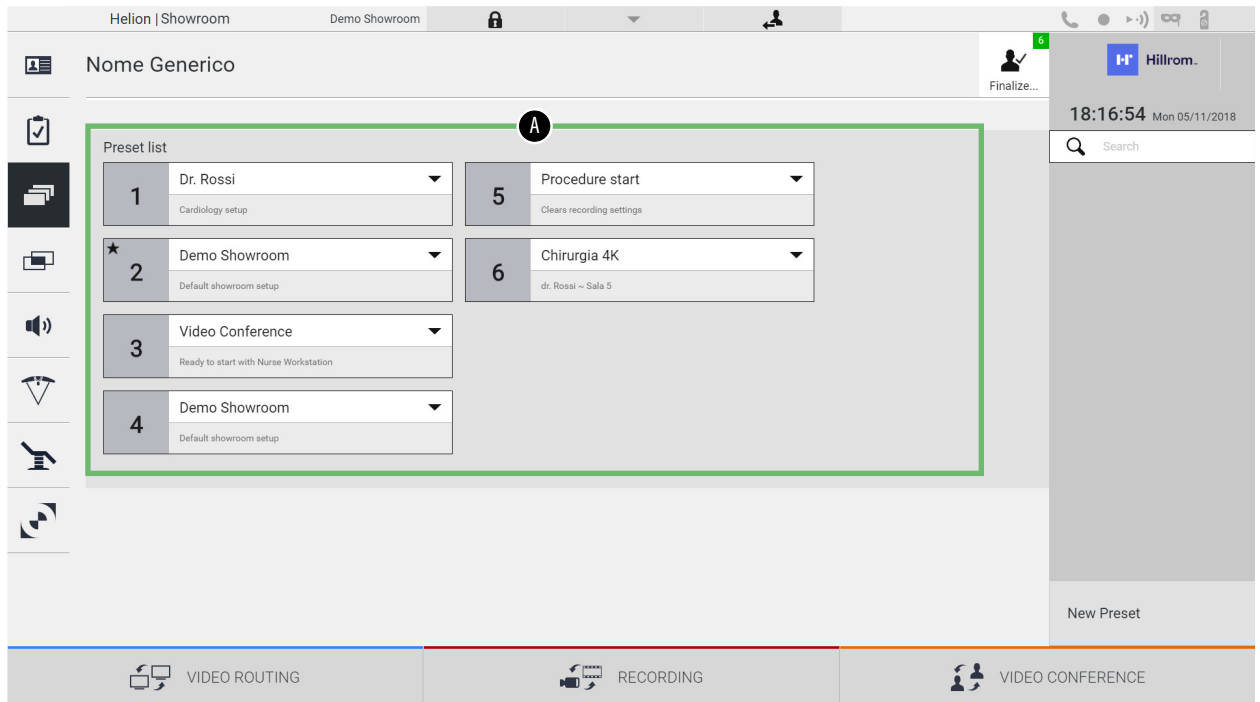 Helion | Showroom
Demo Showroom
Nome Generico
6
Finalize...
Hillrom™
18:16:54 Mon 05/11/2018
Search
A
Preset list
1
Dr. Rossi
Cardiology setup
2
Demo Showroom
Default showroom setup
3
Video Conference
Ready to start with Nurse Workstation
4
Demo Showroom
Default showroom setup
5
Procedure start
Clears recording settings
6
Chirurgia 4K
dr. Rossi ~ Sala 5
New Preset
VIDEO ROUTING
RECORDING
VIDEO CONFERENCE